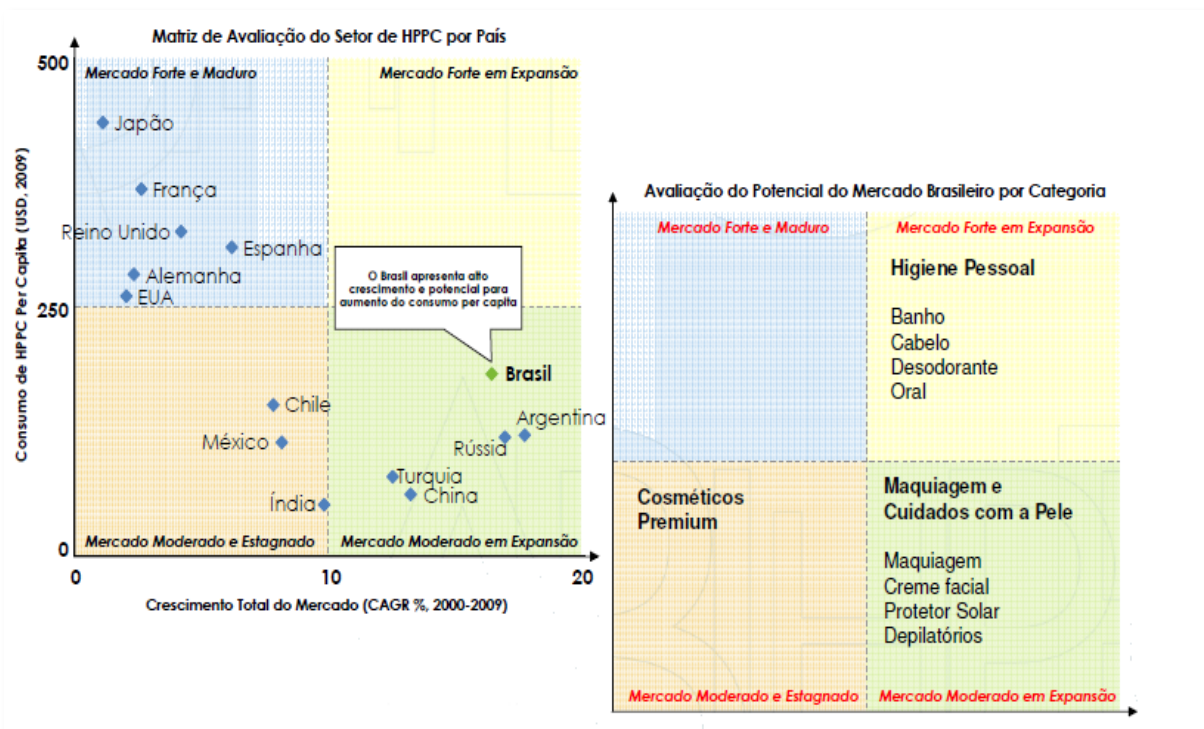 Matriz de Avaliação do Setor de HPPC por País
500
Mercado Forte e Maduro
Mercado Forte em Expansão
Japão
França
Reino Unido
Espanha
Alemanha
EUA
250
O Brasil apresenta alto
crescimento e potencial para
aumento do consumo per capita
Brasil
Chile
Argentina
México
Rússia
Turquia
China
Índia
Mercado Moderado e Estagnado
Mercado Moderado em Expansão
0
0
10
20
Crescimento Total do Mercado (CAGR %, 2000-2009)
Consumo de HPPC Per Capita (USD, 2009)
Avaliação do Potencial do Mercado Brasileiro por Categoria
Mercado Forte e Maduro
Mercado Forte em Expansão
Higiene Pessoal
Banho
Cabelo
Desodorante
Oral
Cosméticos
Premium
Maquiagem e
Cuidados com a Pele
Maquiagem
Creme facial
Protetor Solar
Depilatórios
Mercado Moderado e Estagnado
Mercado Moderado em Expansão